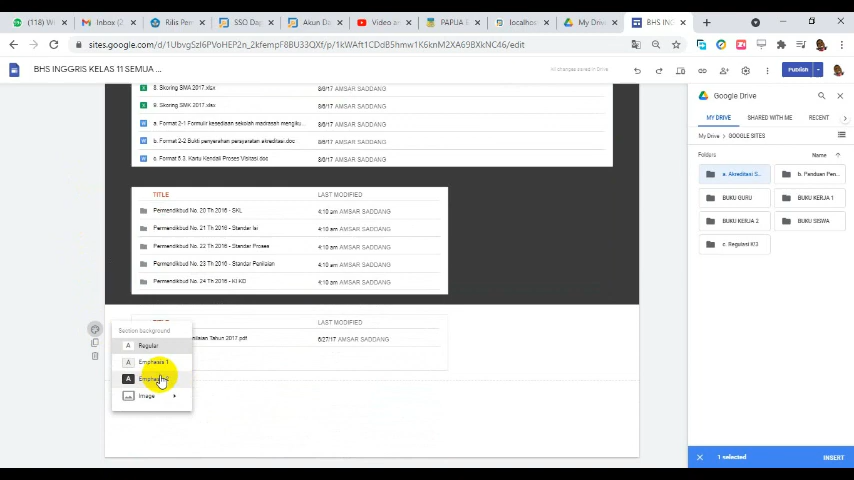 (118) W
Inbox (2
Rilis Per
SSO Da
Akun Da
Video ar
PAPUA E
localhos
My Driv
BHS IN
sites.google.com
BHS INGGRIS KELAS 11 SEMUA ...
All changes saved in Drive
Publish
8. Skoring SMA 2017.xlsx 8/6/17 AMSAR SADDANG
9. Skoring SMK 2017.xlsx 8/6/17 AMSAR SADDANG
a. Format 2-1 Formulir kesediaan sekolah madrasah mengiku... 8/6/17 AMSAR SADDANG
b. Format 2-2 Bukti penyerahan persyaratan akreditasi.doc 8/6/17 AMSAR SADDANG
c. Format 5.3. Kartu Kendali Proses Visitasi.doc 8/6/17 AMSAR SADDANG
TITLE LAST MODIFIED
Permendikbud No. 20 Th 2016 - SKL 4:10 am AMSAR SADDANG
Permendikbud No. 21 Th 2016 - Standar Isi 4:10 am AMSAR SADDANG
Permendikbud No. 22 Th 2016 - Standar Proses 4:10 am AMSAR SADDANG
Permendikbud No. 23 Th 2016 - Standar Penilaian 4:10 am AMSAR SADDANG
Permendikbud No. 24 Th 2016 - KI KD 4:10 am AMSAR SADDANG
LAST MODIFIED
Tahun 2017.pdf 6/27/17 AMSAR SADDANG
Section background
A Regular
A Emphasis 1
A Emphasis 2
Image
Google Drive
MY DRIVE SHARED WITH ME RECENT
My Drive > GOOGLE SITES
Folders Name
a. Akreditasi S... b. Panduan Pen...
BUKU GURU BUKU KERJA 1
BUKU KERJA 2 BUKU SISWA
c. Regulasi K13
1 selected INSERT